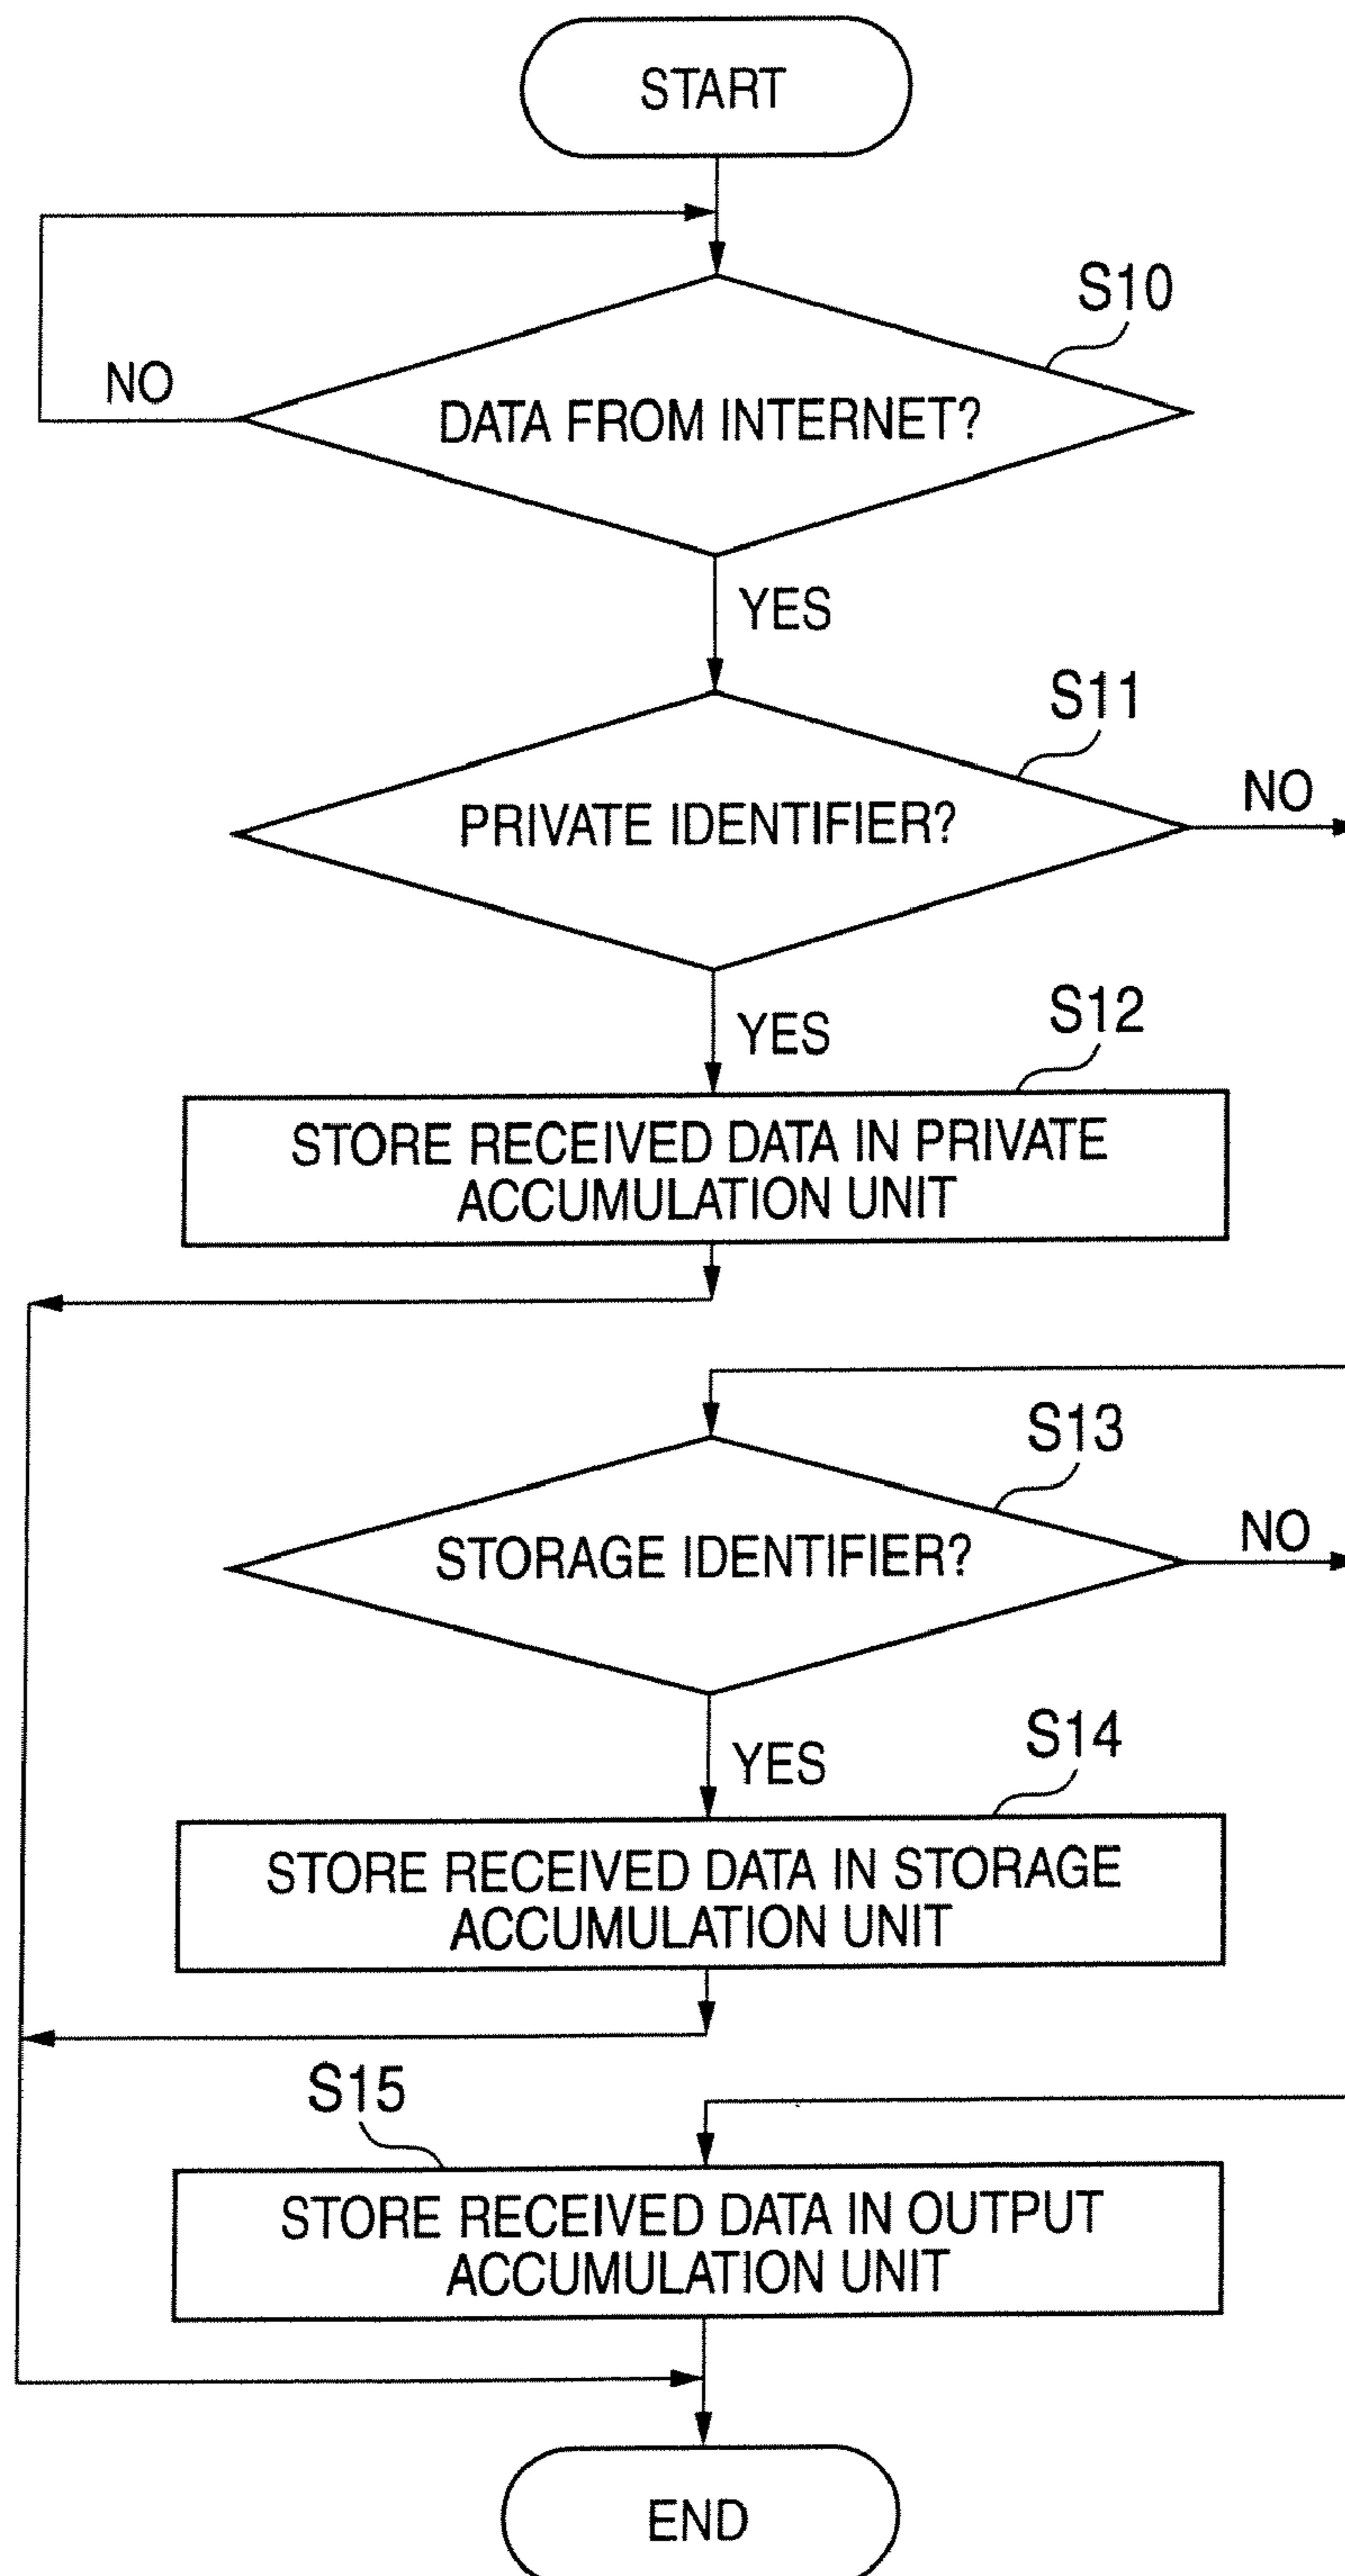 START
S10
NO
DATA FROM INTERNET?
YES
S11
NO
PRIVATE IDENTIFIER?
YES
S12
STORE RECEIVED DATA IN PRIVATE
ACCUMULATION UNIT
S13
NO
STORAGE IDENTIFIER?
YES
S14
STORE RECEIVED DATA IN STORAGE
ACCUMULATION UNIT
S15
STORE RECEIVED DATA IN OUTPUT
ACCUMULATION UNIT
END